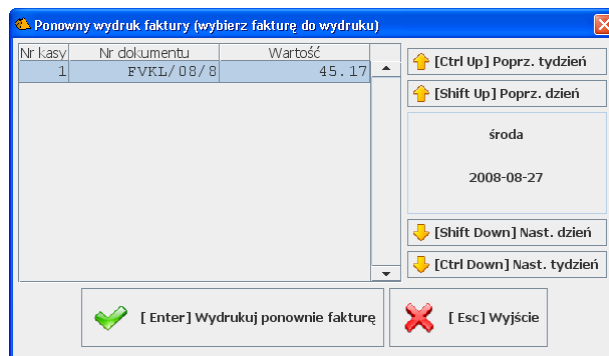 Ponowny wydruk faktury (wybierz fakturę do wydruku)
Nr kasy Nr dokumentu Wartość
1 FVKL/08/8 45.17
[Ctrl Up] Poprz. tydzień
[Shift Up] Poprz. dzień
środa
2008-08-27
[Shift Down] Nast. dzień
[Ctrl Down] Nast. tydzień
[ Enter] Wydrukuj ponownie fakturę
[ Esc] Wyjście